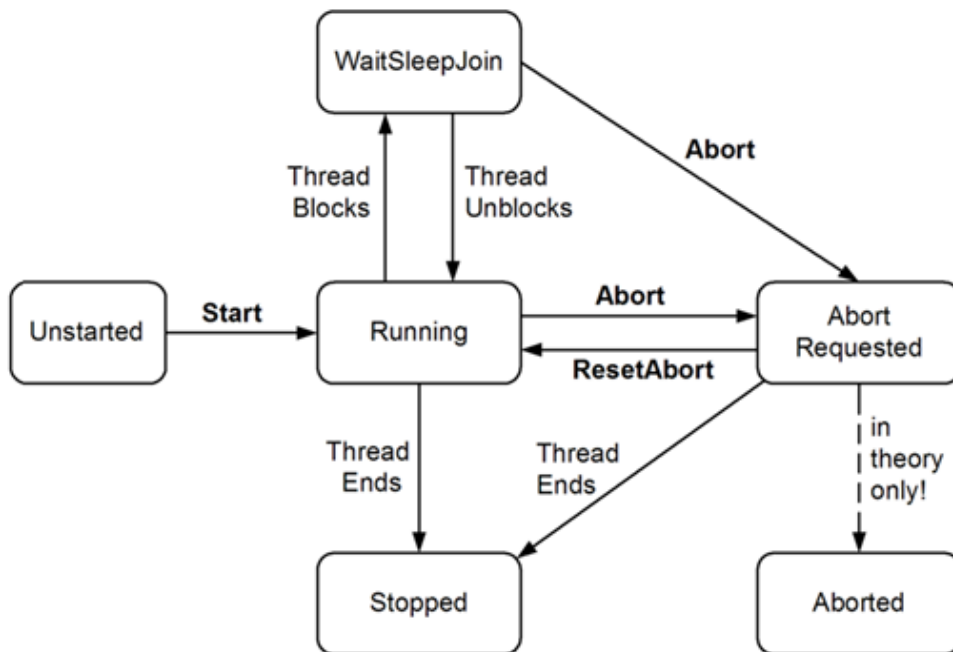 WaitSleepJoin
Abort
Thread
Blocks
Thread
Unblocks
Unstarted
Start
Running
Abort
ResetAbort
Abort
Requested
Thread
Ends
Thread
Ends
in
theory
only!
Stopped
Aborted